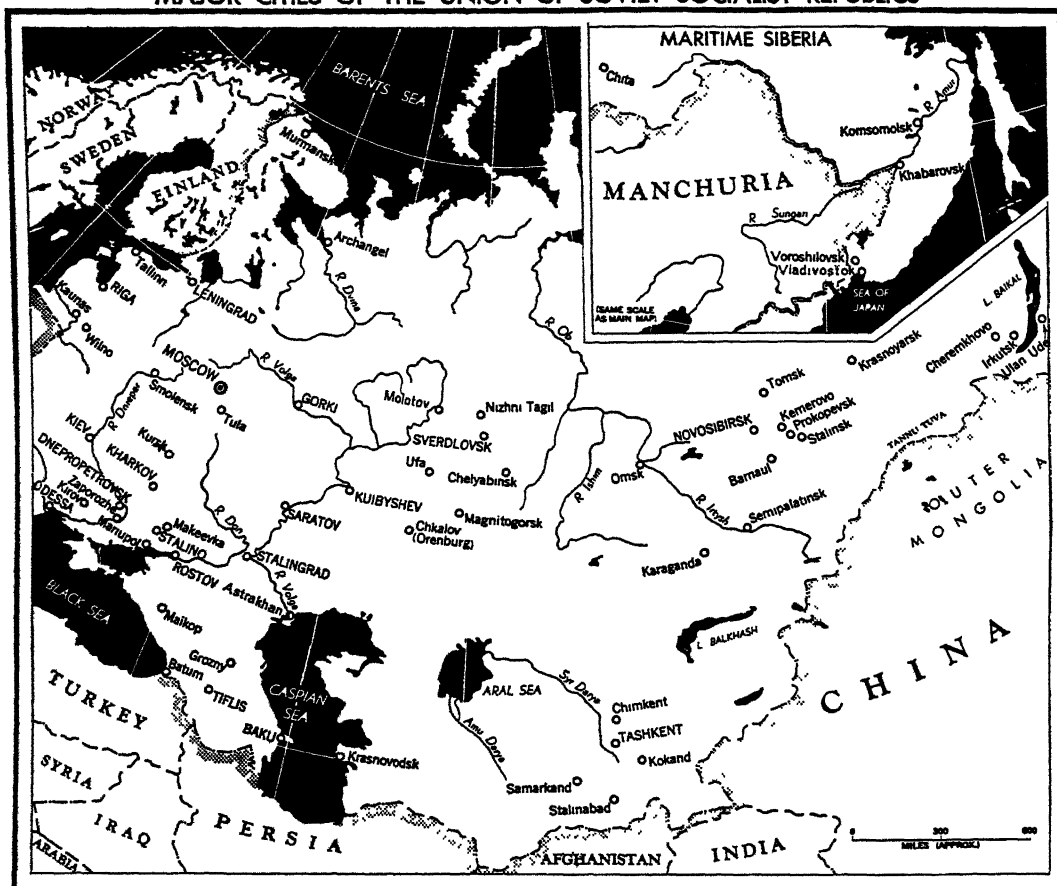 MAJOR CITIES OF THE UNION OF SOVIET SOCIALIST REPUBLICS
MARITIME SIBERIA
Chita
R Amur
Komsomolsk
Khabarovsk
MANCHURIA
R Sungari
Voroshilovsk
Vladivostok
SEA OF
JAPAN
(SAME SCALE
AS MAIN MAP)
BARENTS SEA
NORWAY
SWEDEN
FINLAND
Murmansk
Archangel
R Dvina
Tallinn
LENINGRAD
RIGA
Kaunas
Wilno
R Ob
L. BAIKAL
MOSCOW
R Volga
Smolensk
R Dneper
Tula
GORKI
Molotov
Nizhni Tagil
SVERDLOVSK
Ufa
Chelyabinsk
Krasnoyarsk
Cheremkhovo
Irkutsk
Ulan Ude
Tomsk
Kemerovo
Prokopevsk
Stalinsk
NOVOSIBIRSK
Barnaul
TANNU TUVA
OUTER
MONGOLIA
KIEV
Kursk
KHARKOV
DNEPROPETROVSK
Zaporozhe
Kirovo
ODESSA
Mariupol
Makeevka
STALINO
R Don
SARATOV
KUIBYSHEV
Chkalov
(Orenburg)
Magnitogorsk
R Ishim
Omsk
R Irtysh
Semipalatinsk
Karaganda
ROSTOV
STALINGRAD
R Volga
Astrakhan
BLACK SEA
Maikop
Grozny
Batum
TIFLIS
BAKU
CASPIAN
SEA
Krasnovodsk
ARAL SEA
Syr Darya
Amu Darya
L. BALKHASH
Chimkent
TASHKENT
Kokand
Samarkand
Stalinabad
CHINA
TURKEY
SYRIA
IRAQ
ARABIA
PERSIA
AFGHANISTAN
INDIA
0 300 600
MILES (APPROX.)